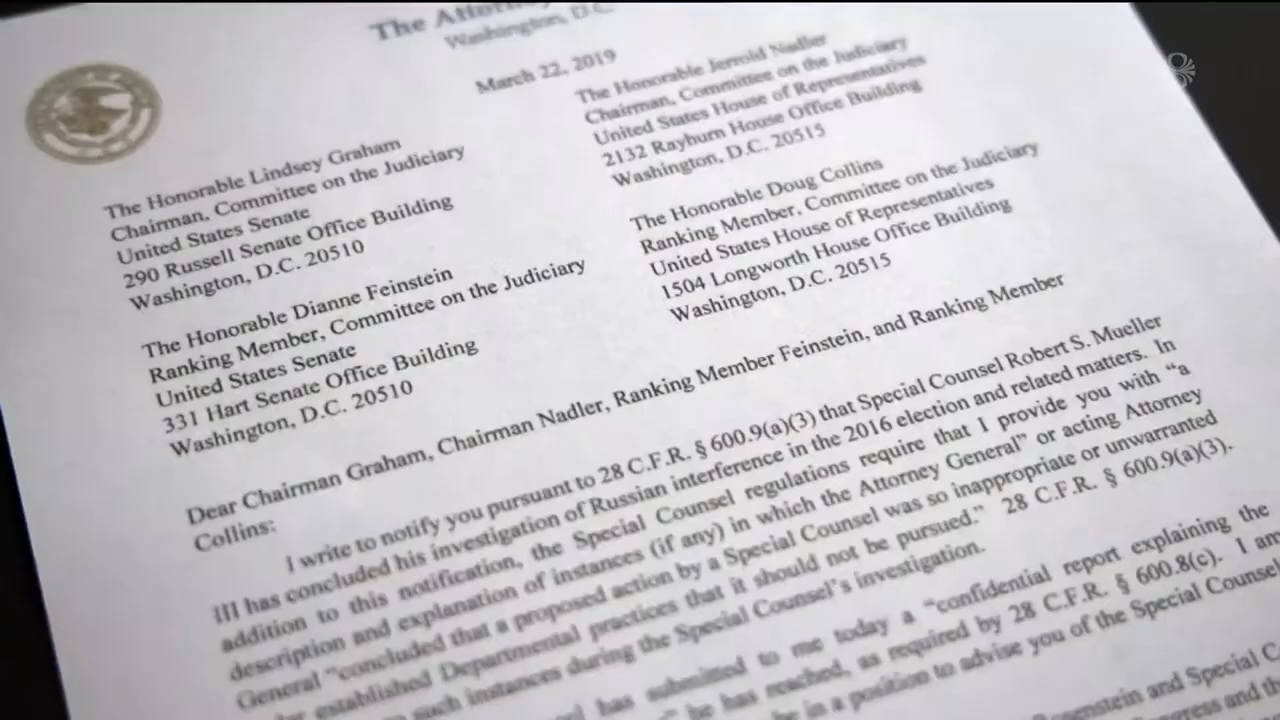 The Attorney
Washington, D.C.
March 22, 2019
The Honorable Lindsey Graham
Chairman, Committee on the Judiciary
United States Senate
290 Russell Senate Office Building
Washington, D.C. 20510
The Honorable Dianne Feinstein
Ranking Member, Committee on the Judiciary
United States Senate
331 Hart Senate Office Building
Washington, D.C. 20510
The Honorable Jerrold Nadler
Chairman, Committee on the Judiciary
United States House of Representatives
2132 Rayburn House Office Building
Washington, D.C. 20515
The Honorable Doug Collins
Ranking Member, Committee on the Judiciary
United States House of Representatives
1504 Longworth House Office Building
Washington, D.C. 20515
Dear Chairman Graham, Chairman Nadler, Ranking Member Feinstein, and Ranking Member
Collins:
I write to notify you pursuant to 28 C.F.R. § 600.9(a)(3) that Special Counsel Robert S. Mueller
III has concluded his investigation of Russian interference in the 2016 election and related matters. In
addition to this notification, the Special Counsel regulations require that I provide you with “a
description and explanation of instances (if any) in which the Attorney General” or acting Attorney
General “concluded that a proposed action by a Special Counsel was so inappropriate or unwarranted
established Departmental practices that it should not be pursued.” 28 C.F.R. § 600.9(a)(3).
such instances during the Special Counsel’s investigation.
has submitted to me today a “confidential report explaining the
he has reached, as required by 28 C.F.R. § 600.8(c). I am
be in a position to advise you of the Special Counsel
Rosenstein and Special
and the